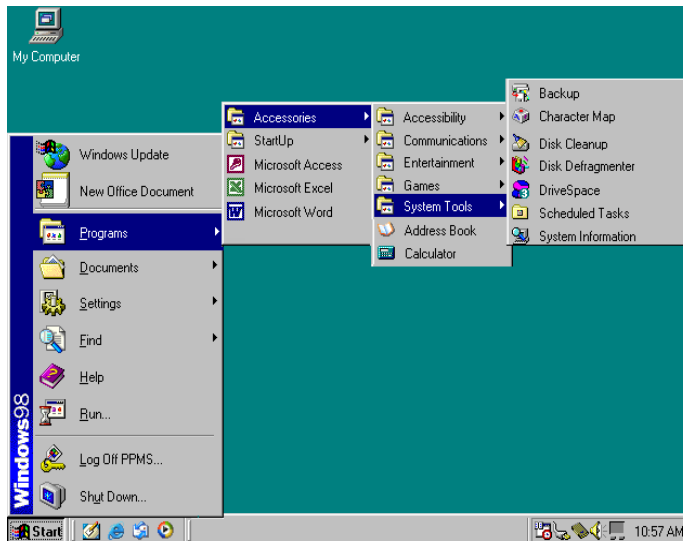 My Computer
Windows Update
New Office Document
Programs
Documents
Settings
Find
Help
Run...
Log Off PPMS...
Shut Down...
Windows98
Accessories
StartUp
Microsoft Access
Microsoft Excel
Microsoft Word
Accessibility
Communications
Entertainment
Games
System Tools
Address Book
Calculator
Backup
Character Map
Disk Cleanup
Disk Defragmenter
DriveSpace
Scheduled Tasks
System Information
Start
10:57 AM